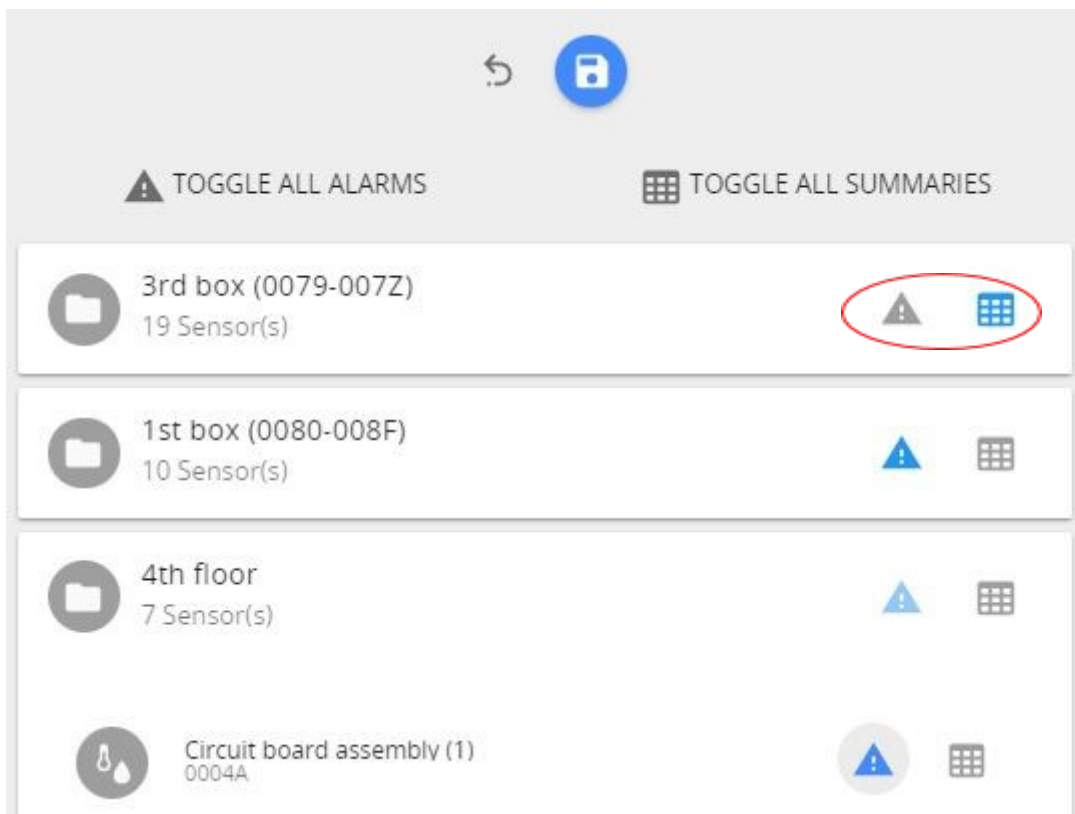 TOGGLE ALL ALARMS
TOGGLE ALL SUMMARIES
3rd box (0079-007Z)
19 Sensor(s)
1st box (0080-008F)
10 Sensor(s)
4th floor
7 Sensor(s)
Circuit board assembly (1)
0004A